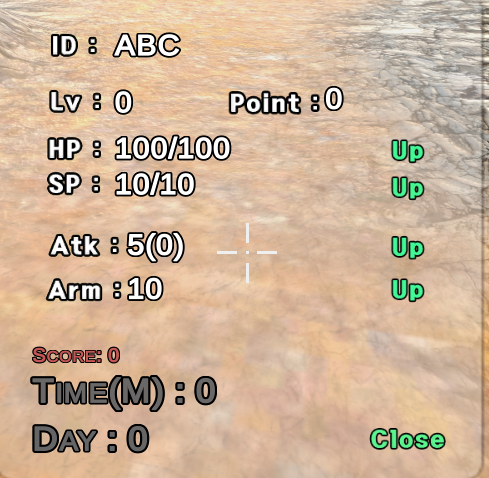 ID : ABC
Lv : 0 Point : 0
HP : 100/100 Up
SP : 10/10 Up
Atk : 5(0) Up
Arm : 10 Up
SCORE: 0
TIME(M) : 0
DAY : 0 Close